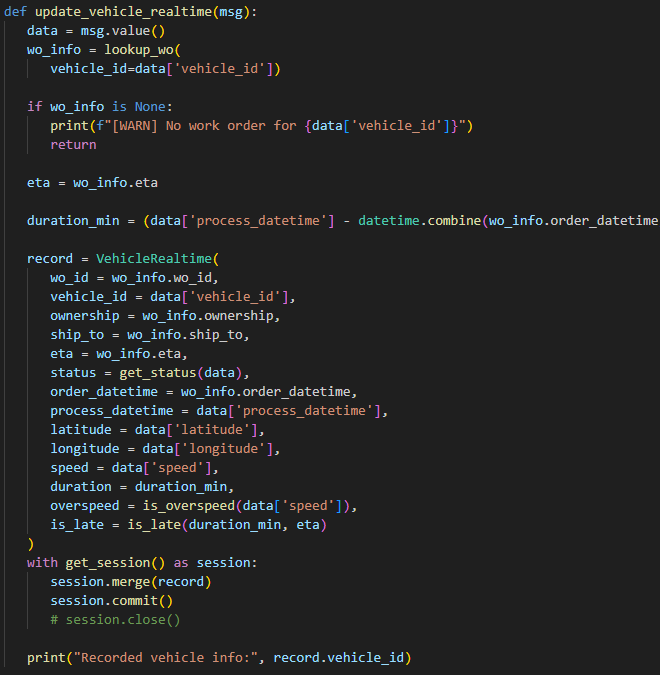 def update_vehicle_realtime(msg):
    data = msg.value()
    wo_info = lookup_wo(
        vehicle_id=data['vehicle_id'])
    if wo_info is None:
        print(f"[WARN] No work order for {data['vehicle_id']}")
        return
    eta = wo_info.eta
    duration_min = (data['process_datetime'] - datetime.combine(wo_info.order_datetime
    record = VehicleRealtime(
        wo_id = wo_info.wo_id,
        vehicle_id = data['vehicle_id'],
        ownership = wo_info.ownership,
        ship_to = wo_info.ship_to,
        eta = wo_info.eta,
        status = get_status(data),
        order_datetime = wo_info.order_datetime,
        process_datetime = data['process_datetime'],
        latitude = data['latitude'],
        longitude = data['longitude'],
        speed = data['speed'],
        duration = duration_min,
        overspeed = is_overspeed(data['speed']),
        is_late = is_late(duration_min, eta)
    )
    with get_session() as session:
        session.merge(record)
        session.commit()
        # session.close()
    print("Recorded vehicle info:", record.vehicle_id)